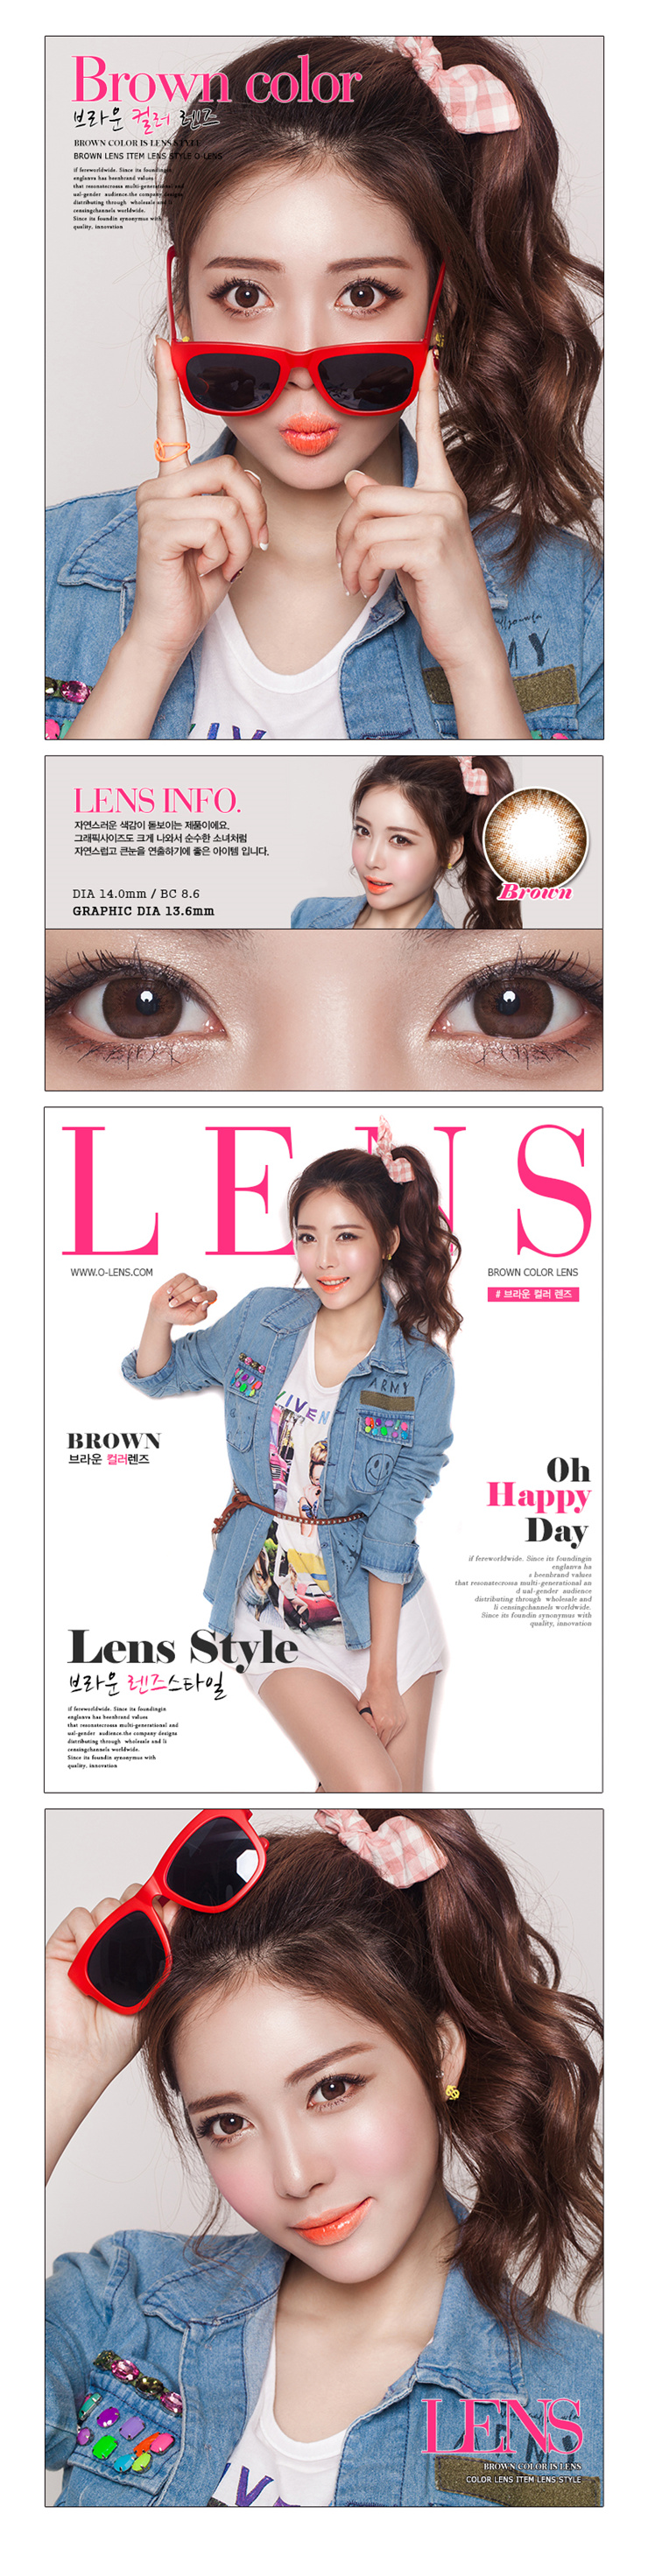 Brown color
브라운 컬러 렌즈
BROWN COLOR IS LENS STYLE
BROWN LENS ITEM LENS STYLE O-LENS
if fereworldwide. Since its foundingin
englanva has beenbrand values
that resonatecrossa multi-generational and
ual-gender audience.the company designs
distributing through wholesale and li
censingchannels worldwide.
Since its foundin synonymus with
quality, innovation
LENS INFO.
자연스러운 색감이 돋보이는 제품이에요.
그래픽사이즈도 크게 나와서 순수한 소녀처럼
자연스럽고 큰눈을 연출하기에 좋은 아이템 입니다.
DIA 14.0mm / BC 8.6
GRAPHIC DIA 13.6mm
Brown
LENS
WWW.O-LENS.COM
BROWN COLOR LENS
# 브라운 컬러 렌즈
ARMY
VIVEN
BROWN
브라운 컬러렌즈
Oh
Happy
Day
if fereworldwide. Since its foundingin
englanva ha
s beenbrand values
that resonatecrossa multi-generational an
d ual-gender audience
distributing through wholesale and
li censingchannels worldwide.
Since its foundin synonymus with
quality, innovation
Lens Style
브라운 렌즈스타일
if fereworldwide. Since its foundingin
englanva has beenbrand values
that resonatecrossa multi-generational and
ual-gender audience.the company designs
distributing through wholesale and li
censingchannels worldwide.
Since its foundin synonymus with
quality, innovation
LENS
BROWN COLOR IS LENS
COLOR LENS ITEM LENS STYLE